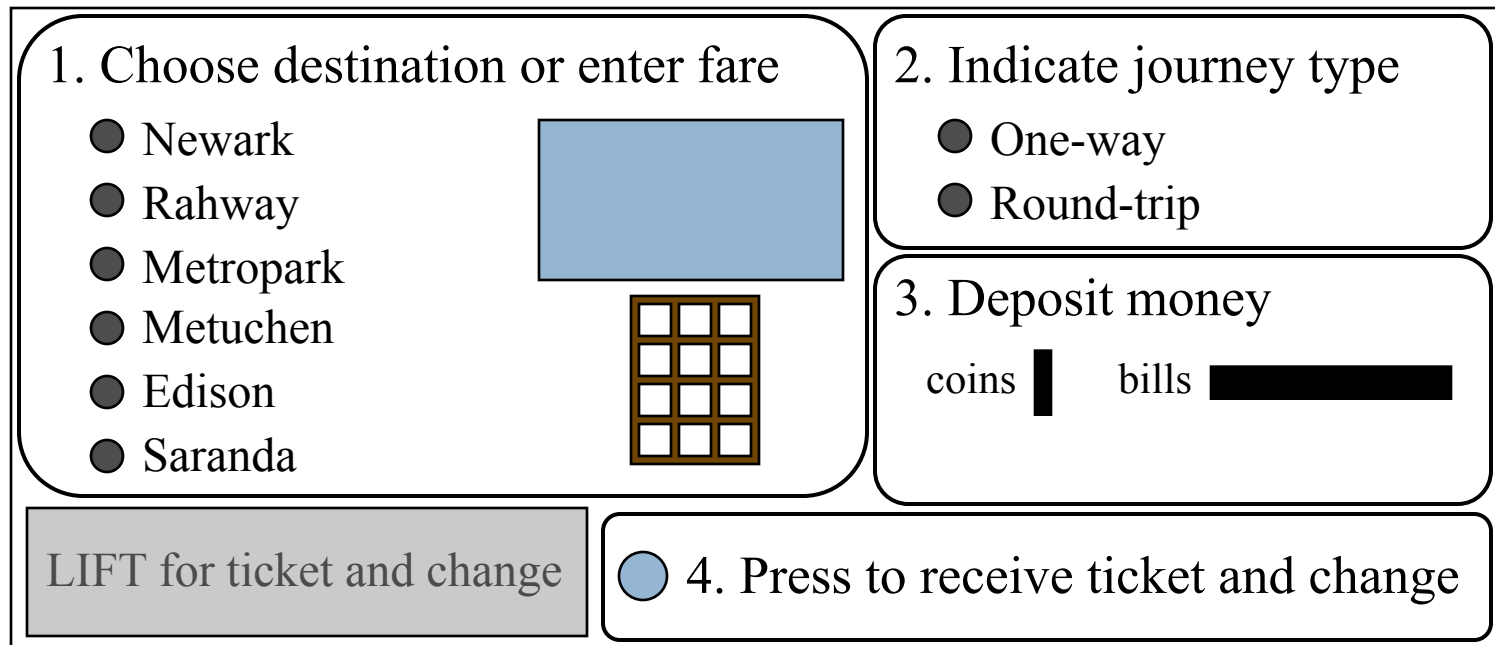 1. Choose destination or enter fare
Newark
Rahway
Metropark
Metuchen
Edison
Saranda
2. Indicate journey type
One-way
Round-trip
3. Deposit money
coins
bills
LIFT for ticket and change
4. Press to receive ticket and change